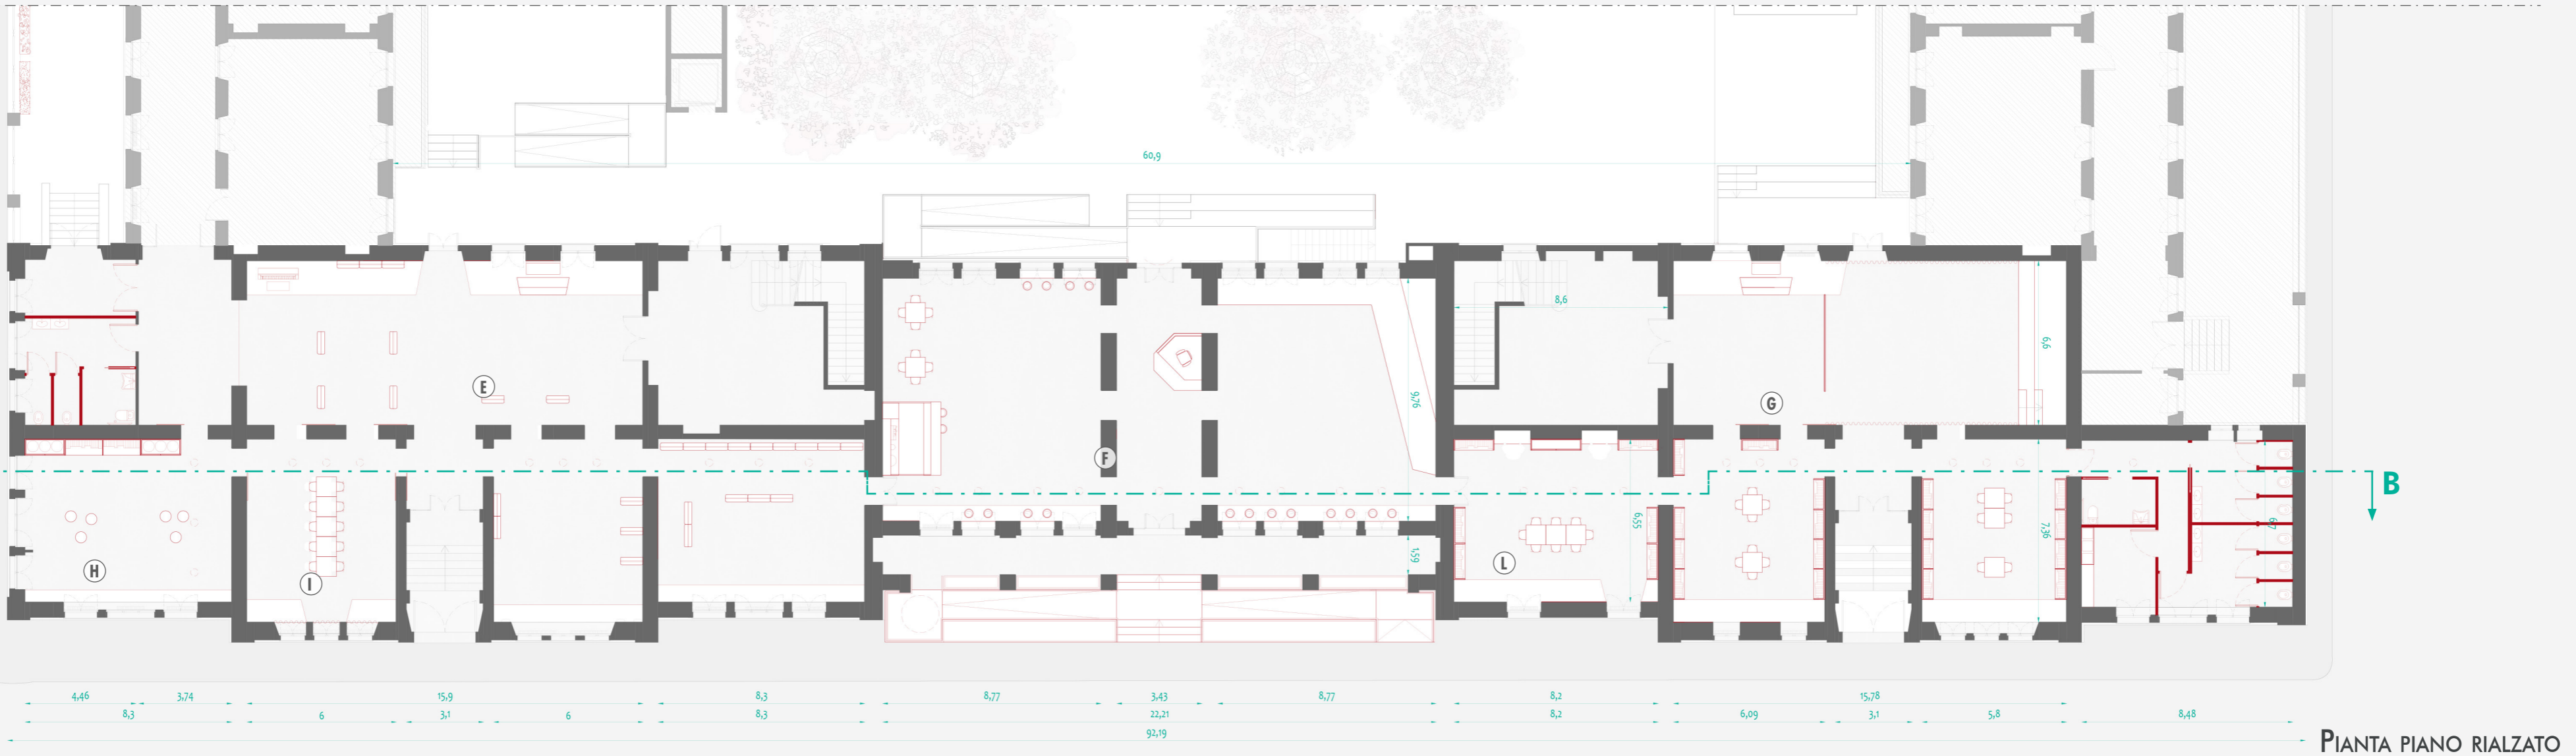 60,9
8,6
9,9
E
9,76
G
F
B
6,55
7,36
6,7
1,59
H
I
L
4,46 3,74 15,9 8,3 8,77 3,43 8,77 8,2 15,78
8,3 6 3,1 6 8,3 22,21 8,2 6,09 3,1 5,8 8,48
92,19
PIANTA PIANO RIALZATO